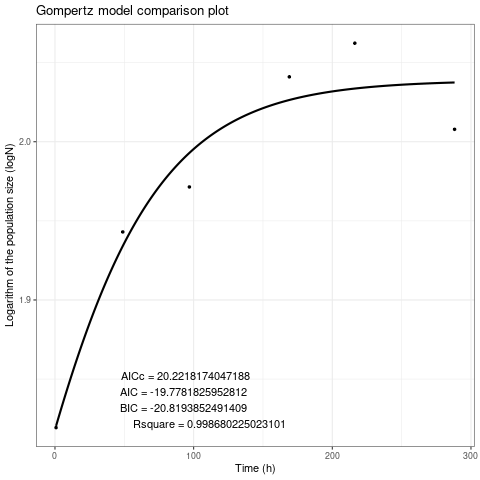 Gompertz model comparison plot
Logarithm of the population size (logN)
2.0
1.9
AICc = 20.2218174047188
AIC = -19.7781825952812
BIC = -20.8193852491409
Rsquare = 0.998680225023101
0 100 200 300
Time (h)